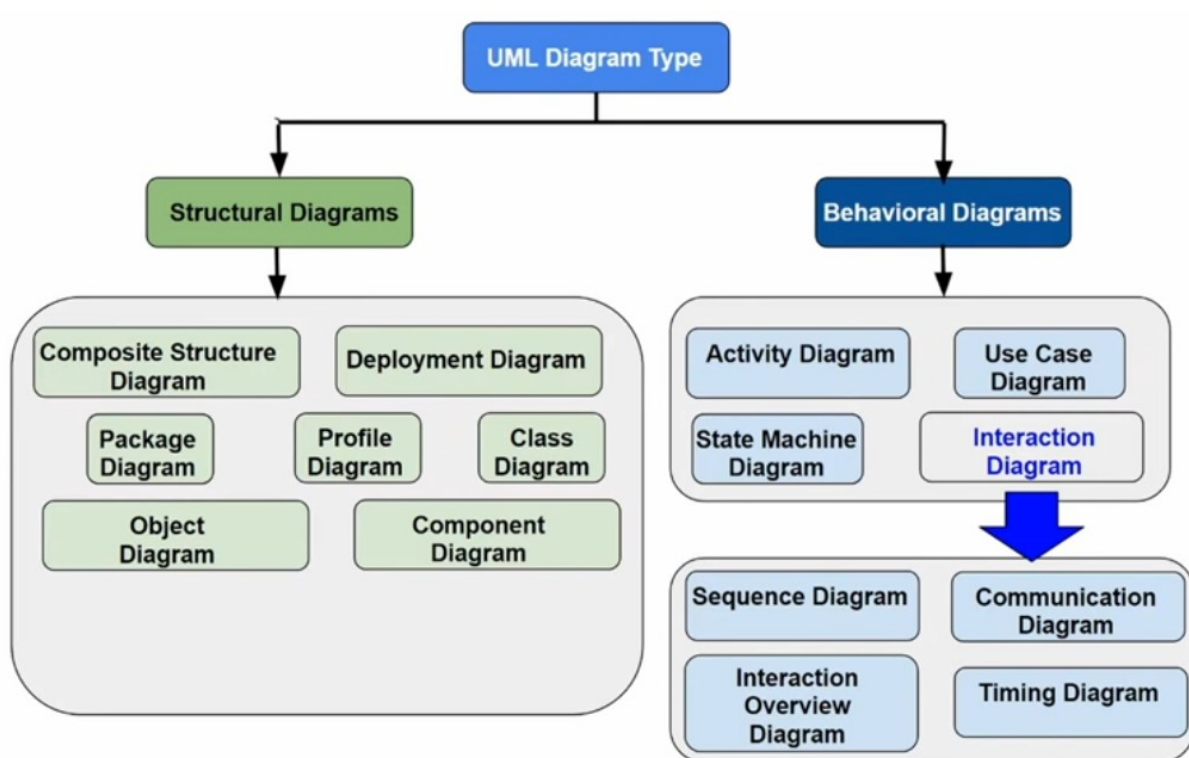 UML Diagram Type
Structural Diagrams
Behavioral Diagrams
Composite Structure
Diagram
Deployment Diagram
Package
Diagram
Profile
Diagram
Class
Diagram
Object
Diagram
Component
Diagram
Activity Diagram
Use Case
Diagram
State Machine
Diagram
Interaction
Diagram
Sequence Diagram
Communication
Diagram
Interaction
Overview
Diagram
Timing Diagram